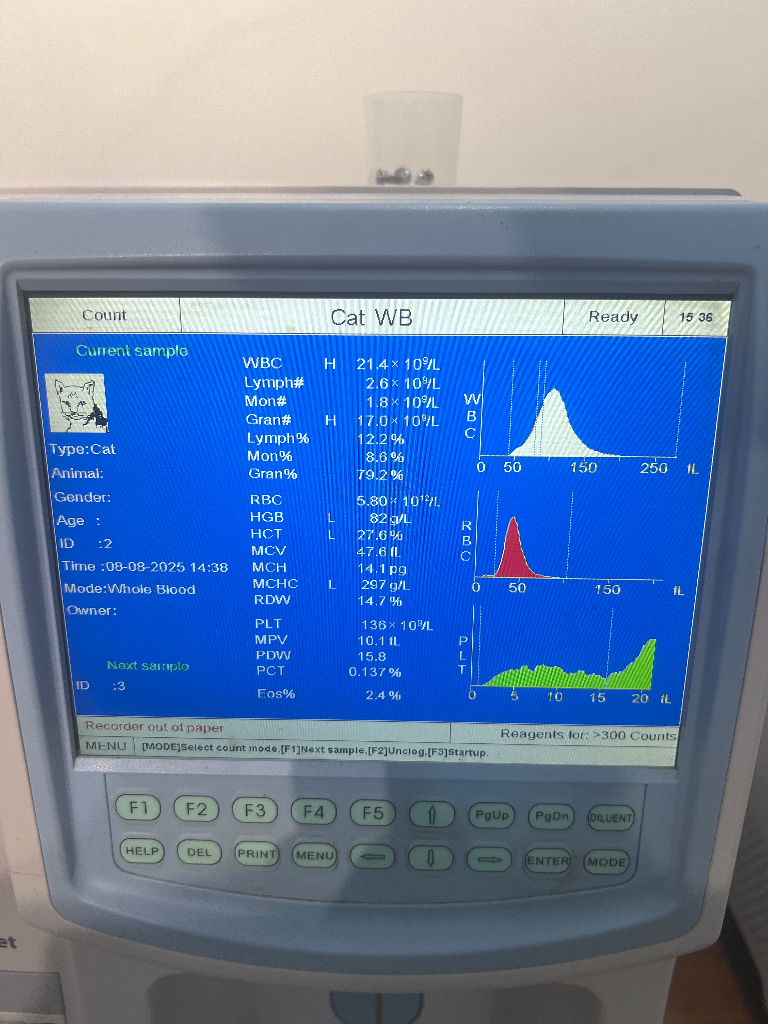 Count Cat WB Ready 15 36
Current sample
Type:Cat
Animal:
Gender:
Age :
ID :2
Time :08-08-2025 14:38
Mode:Whole Blood
Owner:
Next sample
ID :3
WBC H 21.4 × 10⁹/L
Lymph# 2.6 × 10⁹/L
Mon# 1.8 × 10⁹/L
Gran# H 17.0 × 10⁹/L
Lymph% 12.2 %
Mon% 8.6 %
Gran% 79.2 %
RBC 5.80 × 10¹²/L
HGB L 82 g/L
HCT L 27.6 %
MCV 47.6 fL
MCH 14.1 pg
MCHC L 297 g/L
RDW 14.7 %
PLT 136 × 10⁹/L
MPV 10.1 fL
PDW 15.8
PCT 0.137 %
Eos% 2.4 %
WBC
0 50 150 250 fL
RBC
0 50 150 fL
PLT
0 5 10 15 20 fL
Recorder out of paper Reagents for: >300 Counts
MENU [MODE]Select count mode,[F1]Next sample,[F2]Unclog,[F3]Startup.
F1 F2 F3 F4 F5 ⇧ PgUp PgDn DILUENT
HELP DEL PRINT MENU ⇦ ⇩ ⇨ ENTER MODE
et